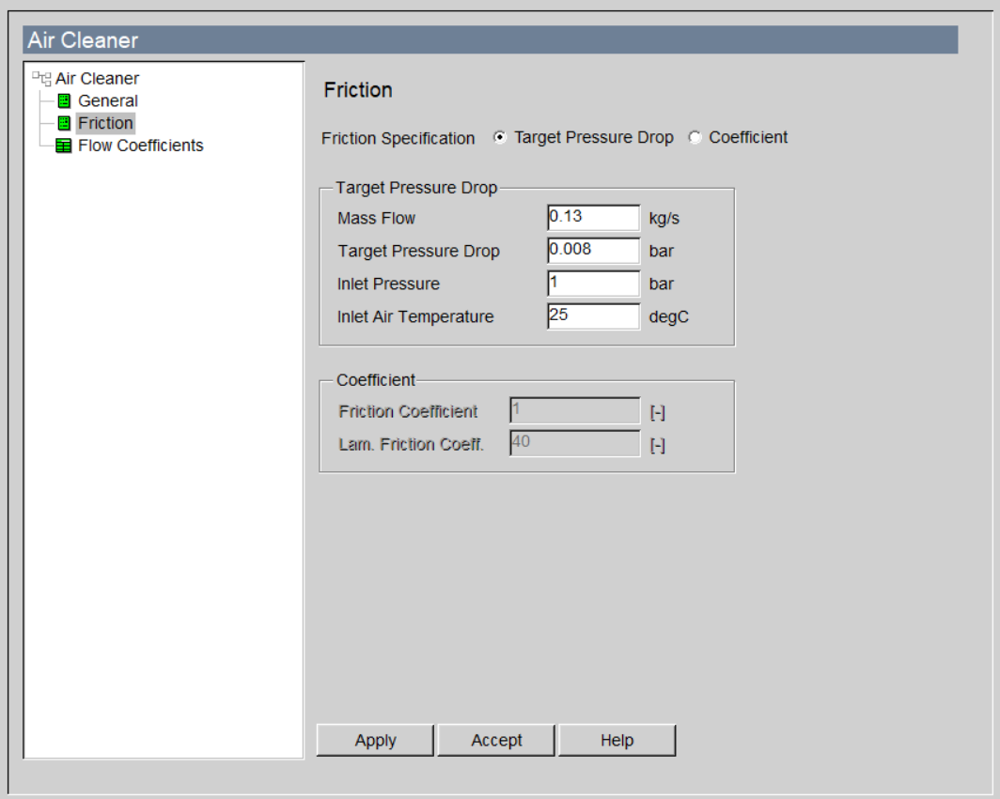 Air Cleaner
Air Cleaner
General
Friction
Flow Coefficients
Friction
Friction Specification Target Pressure Drop Coefficient
Target Pressure Drop
Mass Flow 0.13 kg/s
Target Pressure Drop 0.008 bar
Inlet Pressure 1 bar
Inlet Air Temperature 25 degC
Coefficient
Friction Coefficient 1 [-]
Lam. Friction Coeff. 40 [-]
Apply Accept Help